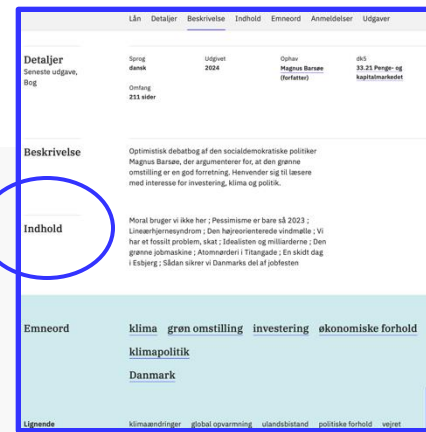 Lån Detaljer Beskrivelse Indhold Emneord Anmeldelser Udgaver
Detaljer
Seneste udgave,
Bog
Sprog
dansk
Udgivet
2024
Ophav
Magnus Barsøe
(forfatter)
dk5
33.21 Penge- og
kapitalmarkedet
Omfang
211 sider
Beskrivelse
Optimistisk debatbog af den socialdemokratiske politiker
Magnus Barsøe, der argumenterer for, at den grønne
omstilling er en god forretning. Henvender sig til læsere
med interesse for investering, klima og politik.
Indhold
Moral bruger vi ikke her ; Pessimisme er bare så 2023 ;
Lineærhjernesyndrom ; Den højreorienterede vindmølle ; Vi
har et fossilt problem, skat ; Idealisten og milliarderne ; Den
grønne jobmaskine ; Atomnørderi i Titangade ; En skidt dag
i Esbjerg ; Sådan sikrer vi Danmarks del af jobfesten
Emneord
klima grøn omstilling investering økonomiske forhold
klimapolitik
Danmark
Lignende
klimaændringer global opvarmning ulandsbistand politiske forhold vejret